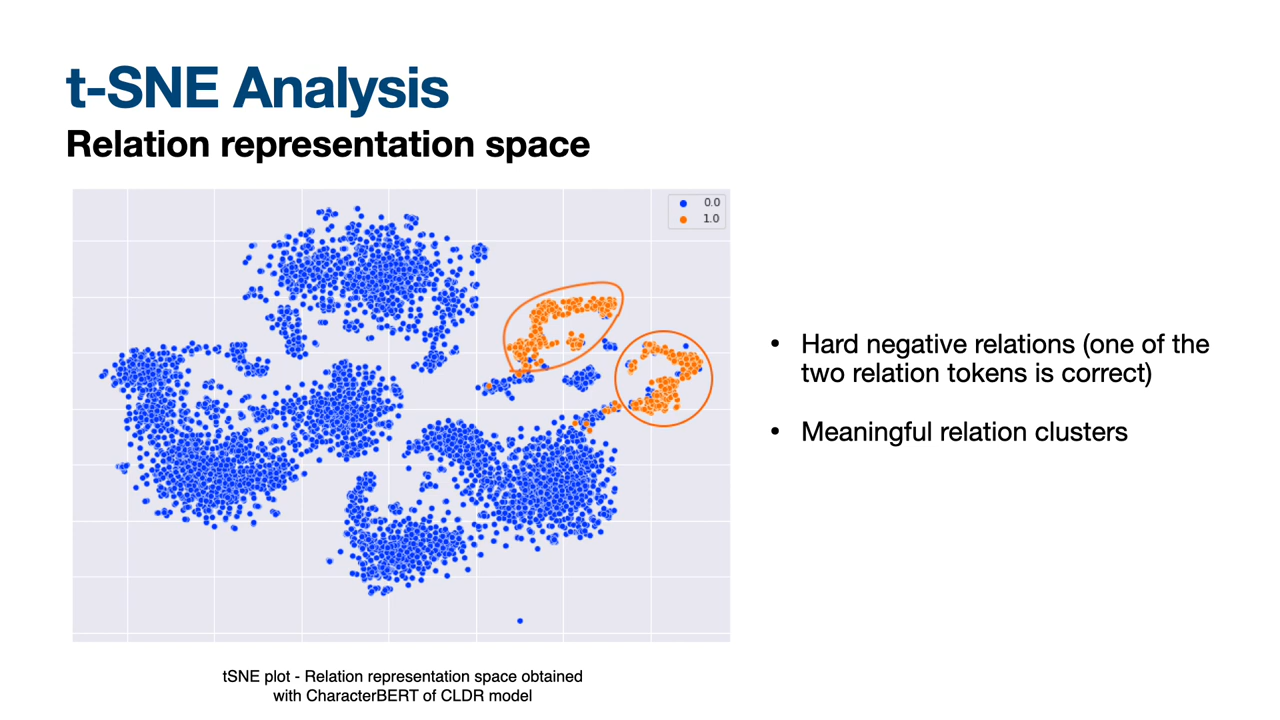 t-SNE Analysis
Relation representation space
0.0
1.0
• Hard negative relations (one of the
two relation tokens is correct)
• Meaningful relation clusters
tSNE plot - Relation representation space obtained
with CharacterBERT of CLDR model